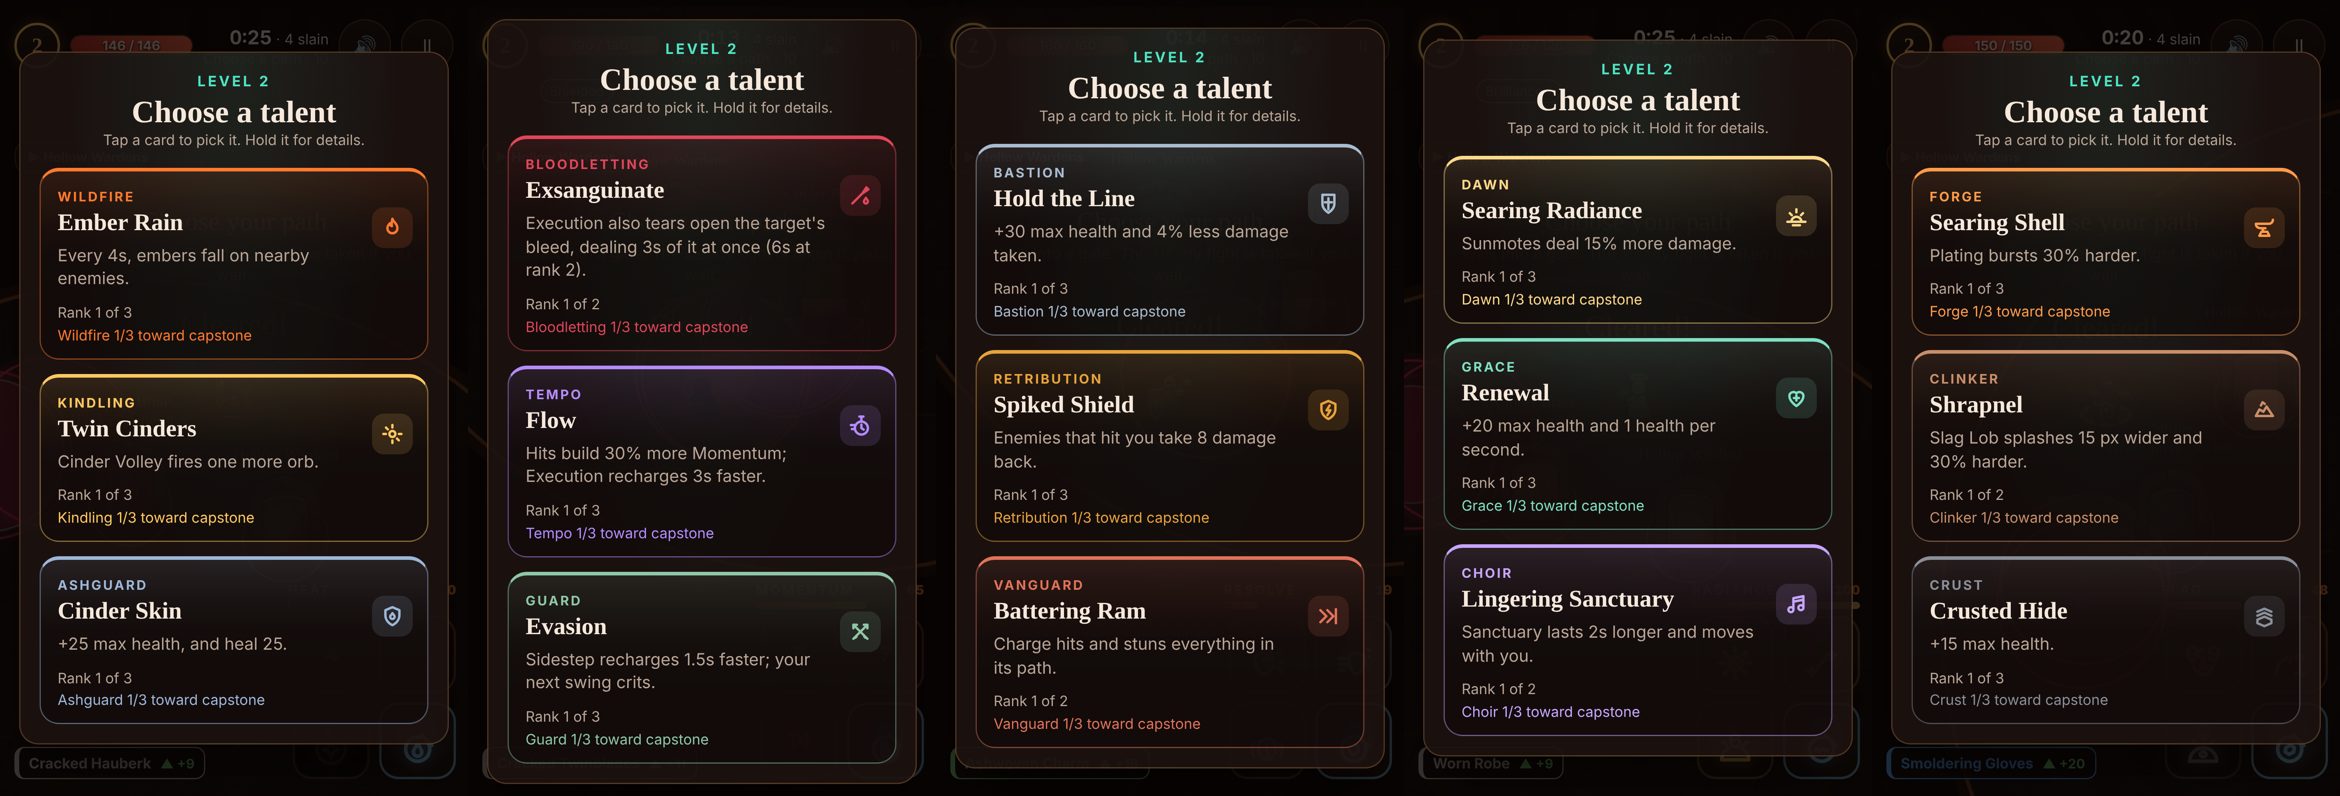 2
146 / 146
0:25 · 4 slain
LEVEL 2
Choose a talent
Tap a card to pick it. Hold it for details.
WILDFIRE
Ember Rain
Every 4s, embers fall on nearby
enemies.
Rank 1 of 3
Wildfire 1/3 toward capstone
KINDLING
Twin Cinders
Cinder Volley fires one more orb.
Rank 1 of 3
Kindling 1/3 toward capstone
ASHGUARD
Cinder Skin
+25 max health, and heal 25.
Rank 1 of 3
Ashguard 1/3 toward capstone
Cracked Hauberk ▲ +9
LEVEL 2
Choose a talent
Tap a card to pick it. Hold it for details.
BLOODLETTING
Exsanguinate
Execution also tears open the target's
bleed, dealing 3s of it at once (6s at
rank 2).
Rank 1 of 2
Bloodletting 1/3 toward capstone
TEMPO
Flow
Hits build 30% more Momentum;
Execution recharges 3s faster.
Rank 1 of 3
Tempo 1/3 toward capstone
GUARD
Evasion
Sidestep recharges 1.5s faster; your
next swing crits.
Rank 1 of 3
Guard 1/3 toward capstone
0:14
LEVEL 2
Choose a talent
Tap a card to pick it. Hold it for details.
BASTION
Hold the Line
+30 max health and 4% less damage
taken.
Rank 1 of 3
Bastion 1/3 toward capstone
RETRIBUTION
Spiked Shield
Enemies that hit you take 8 damage
back.
Rank 1 of 3
Retribution 1/3 toward capstone
VANGUARD
Battering Ram
Charge hits and stuns everything in
its path.
Rank 1 of 2
Vanguard 1/3 toward capstone
Ashwoven Charm
2
0:25 · 4 slain
LEVEL 2
Choose a talent
Tap a card to pick it. Hold it for details.
DAWN
Searing Radiance
Sunmotes deal 15% more damage.
Rank 1 of 3
Dawn 1/3 toward capstone
GRACE
Renewal
+20 max health and 1 health per
second.
Rank 1 of 3
Grace 1/3 toward capstone
CHOIR
Lingering Sanctuary
Sanctuary lasts 2s longer and moves
with you.
Rank 1 of 2
Choir 1/3 toward capstone
Worn Robe ▲ +9
2
150 / 150
0:20 · 4 slain
LEVEL 2
Choose a talent
Tap a card to pick it. Hold it for details.
FORGE
Searing Shell
Plating bursts 30% harder.
Rank 1 of 3
Forge 1/3 toward capstone
CLINKER
Shrapnel
Slag Lob splashes 15 px wider and
30% harder.
Rank 1 of 2
Clinker 1/3 toward capstone
CRUST
Crusted Hide
+15 max health.
Rank 1 of 3
Crust 1/3 toward capstone
Smoldering Gloves ▲ +20